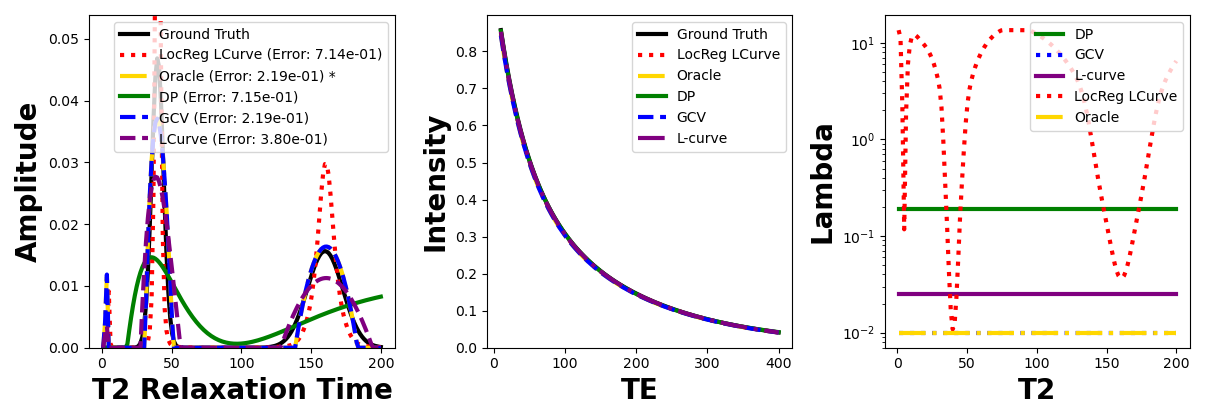 0.05
0.04
0.03
0.02
0.01
0.00
Amplitude
Ground Truth
LocReg LCurve (Error: 7.14e-01)
Oracle (Error: 2.19e-01) *
DP (Error: 7.15e-01)
GCV (Error: 2.19e-01)
LCurve (Error: 3.80e-01)
0 50 100 150 200
T2 Relaxation Time
0.8
0.7
0.6
0.5
0.4
0.3
0.2
0.1
0.0
Intensity
Ground Truth
LocReg LCurve
Oracle
DP
GCV
L-curve
0 100 200 300 400
TE
10¹
10⁰
10⁻¹
10⁻²
Lambda
DP
GCV
L-curve
LocReg LCurve
Oracle
0 50 100 150 200
T2